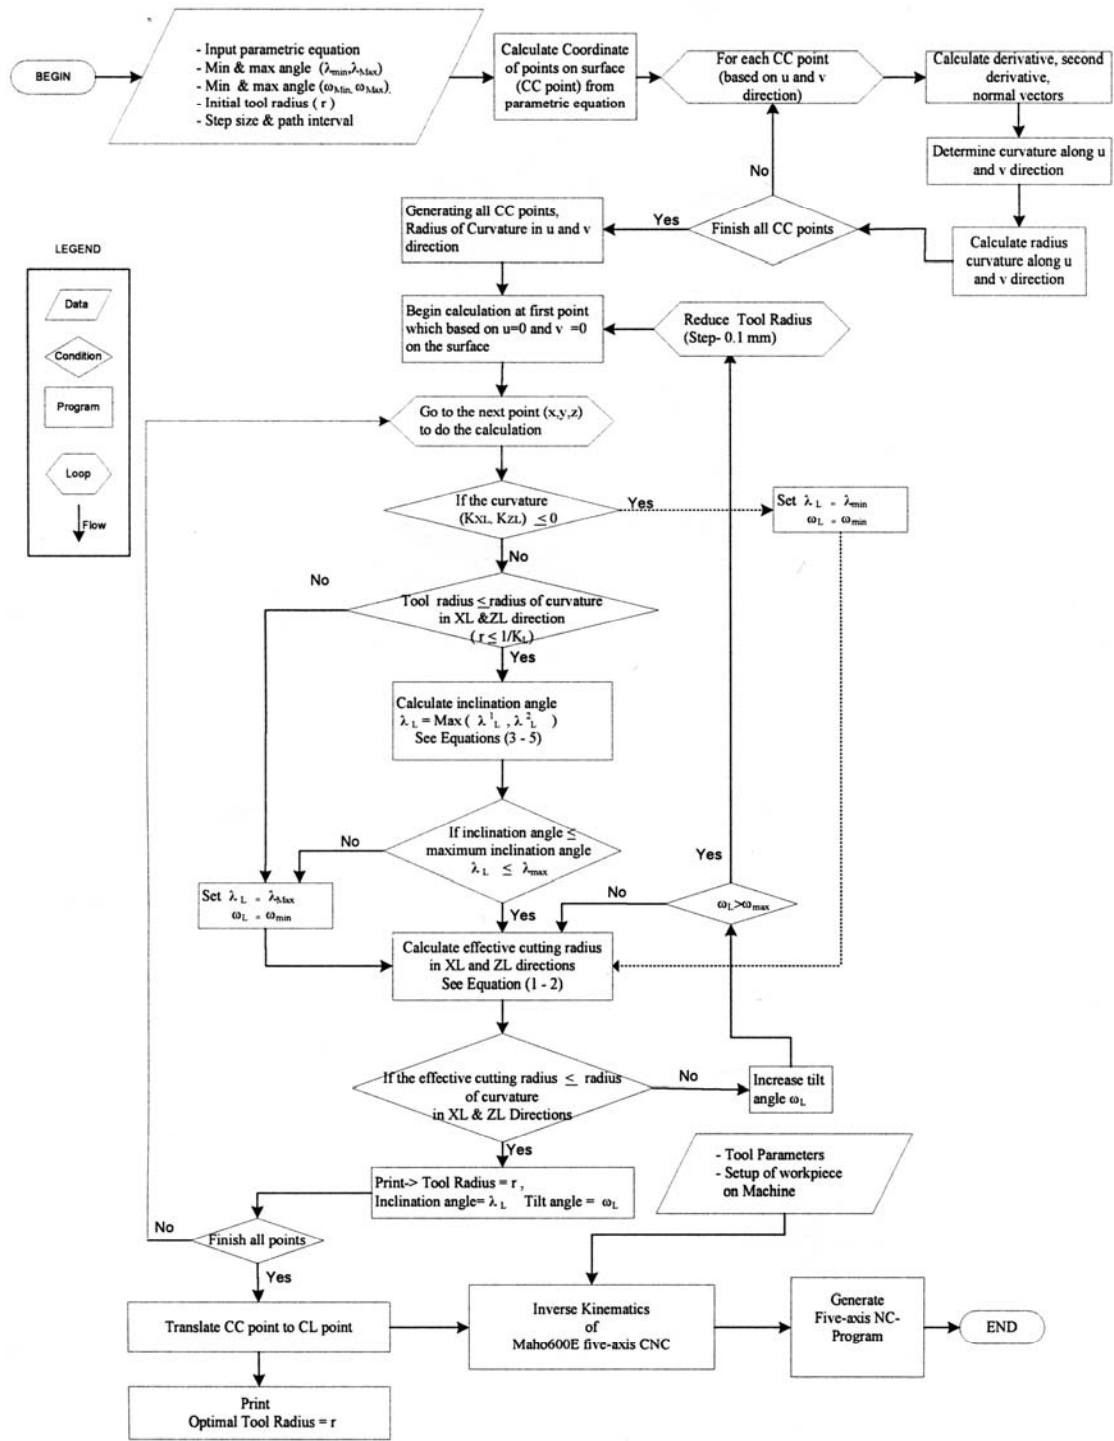 BEGIN
- Input parametric equation
- Min & max angle (λmin,λMax)
- Min & max angle (ωMin, ωMax).
- Initial tool radius ( r )
- Step size & path interval
Calculate Coordinate
of points on surface
(CC point) from
parametric equation
For each CC point
(based on u and v
direction)
Calculate derivative, second
derivative,
normal vectors
Determine curvature along u
and v direction
Calculate radius
curvature along u
and v direction
Finish all CC points
No
Yes
Generating all CC points,
Radius of Curvature in u and v
direction
LEGEND
Data
Condition
Program
Loop
Flow
Begin calculation at first point
which based on u=0 and v =0
on the surface
Reduce Tool Radius
(Step- 0.1 mm)
Go to the next point (x,y,z)
to do the calculation
If the curvature
(KXL, KZL) ≤ 0
Yes
Set λ L = λmin
ωL = ωmin
No
No
Tool radius ≤ radius of curvature
in XL &ZL direction
( r ≤ 1/KL)
Yes
Calculate inclination angle
λ L = Max ( λ¹L , λ²L )
See Equations (3 - 5)
If inclination angle ≤
maximum inclination angle
λ L ≤ λmax
No
Yes
Set λ L = λMax
ωL = ωmin
Yes
ωL>ωmax
No
Calculate effective cutting radius
in XL and ZL directions
See Equation (1 - 2)
If the effective cutting radius ≤ radius
of curvature
in XL & ZL Directions
No
Increase tilt
angle ωL
Yes
Print-> Tool Radius = r ,
Inclination angle= λ L Tilt angle = ωL
- Tool Parameters
- Setup of workpiece
on Machine
No
Finish all points
Yes
Translate CC point to CL point
Inverse Kinematics
of
Maho600E five-axis CNC
Generate
Five-axis NC-
Program
END
Print
Optimal Tool Radius = r